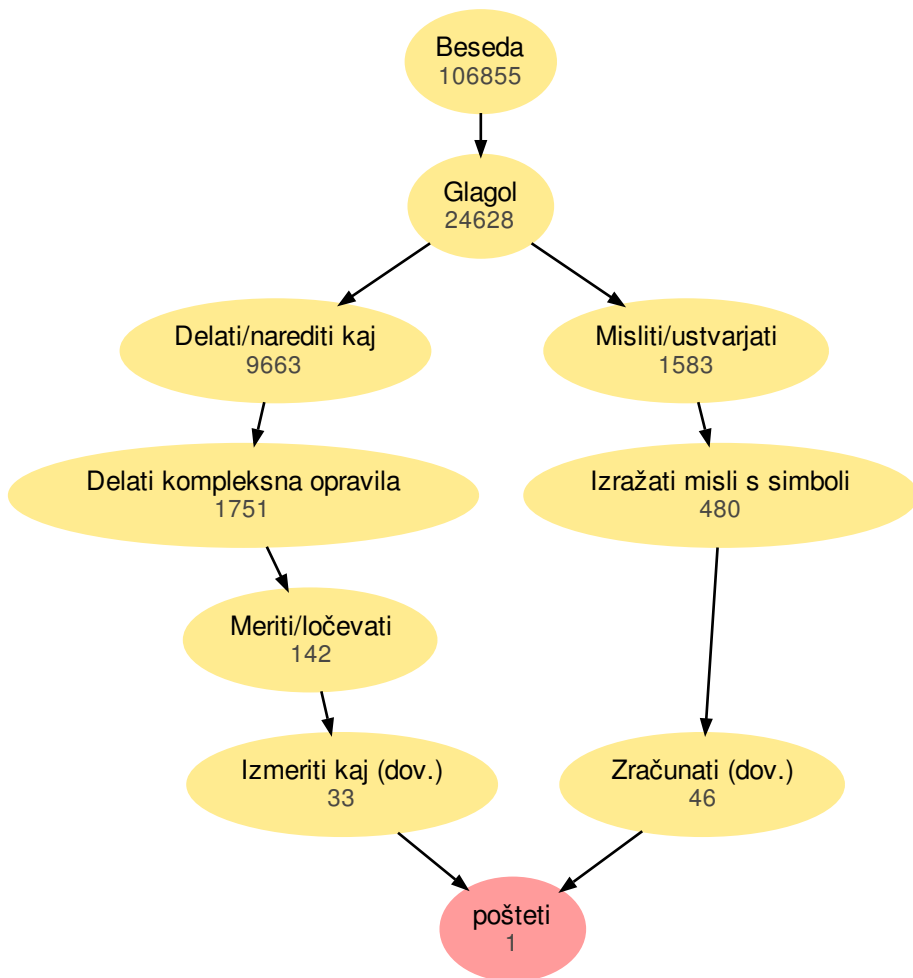 Beseda
106855
Glagol
24628
Delati/narediti kaj
9663
Misliti/ustvarjati
1583
Delati kompleksna opravila
1751
Izražati misli s simboli
480
Meriti/ločevati
142
Izmeriti kaj (dov.)
33
Zračunati (dov.)
46
pošteti
1